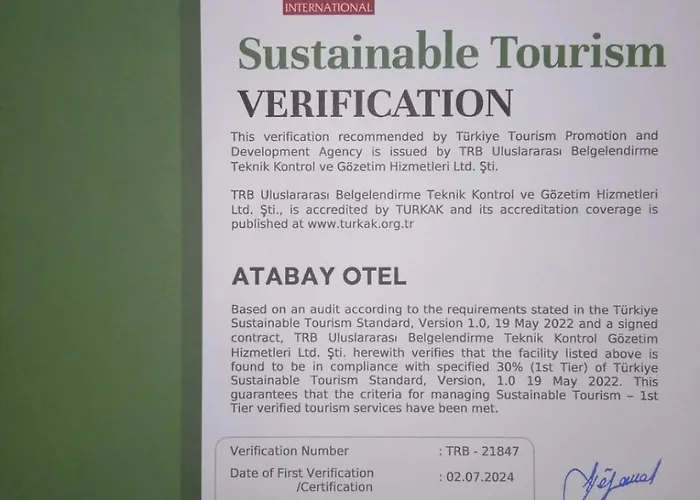 INTERNATIONAL
Sustainable Tourism
VERIFICATION
This verification recommended by Türkiye Tourism Promotion and
Development Agency is issued by TRB Uluslararası Belgelendirme
Teknik Kontrol ve Gözetim Hizmetleri Ltd. Şti.
TRB Uluslararası Belgelendirme Teknik Kontrol ve Gözetim Hizmetleri
Ltd. Şti., is accredited by TURKAK and its accreditation coverage is
published at www.turkak.org.tr
ATABAY OTEL
Based on an audit according to the requirements stated in the Türkiye
Sustainable Tourism Standard, Version 1.0, 19 May 2022 and a signed
contract, TRB Uluslararası Belgelendirme Teknik Kontrol Gözetim
Hizmetleri Ltd. Şti. herewith verifies that the facility listed above is
found to be in compliance with specified 30% (1st Tier) of Türkiye
Sustainable Tourism Standard, Version, 1.0 19 May 2022. This
guarantees that the criteria for managing Sustainable Tourism – 1st
Tier verified tourism services have been met.
Verification Number : TRB - 21847
Date of First Verification : 02.07.2024
/Certification